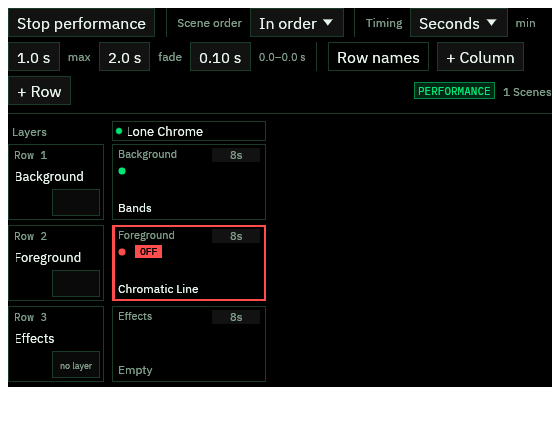 Stop performance Scene order In order Timing Seconds min
1.0 s max 2.0 s fade 0.10 s 0.0–0.0 s Row names + Column
+ Row PERFORMANCE 1 Scenes
Layers Lone Chrome
Row 1 Background 8s
Background
Bands
Row 2 Foreground 8s
Foreground OFF
Chromatic Line
Row 3 Effects 8s
Effects
no layer Empty